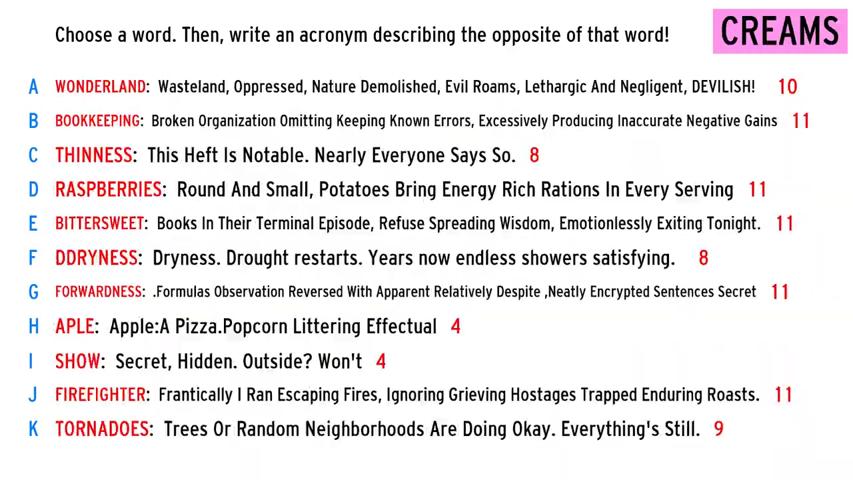 Choose a word. Then, write an acronym describing the opposite of that word!
CREAMS
A WONDERLAND: Wasteland, Oppressed, Nature Demolished, Evil Roams, Lethargic And Negligent, DEVILISH! 10
B BOOKKEEPING: Broken Organization Omitting Keeping Known Errors, Excessively Producing Inaccurate Negative Gains 11
C THINNESS: This Heft Is Notable. Nearly Everyone Says So. 8
D RASPBERRIES: Round And Small, Potatoes Bring Energy Rich Rations In Every Serving 11
E BITTERSWEET: Books In Their Terminal Episode, Refuse Spreading Wisdom, Emotionlessly Exiting Tonight. 11
F DDRYNESS: Dryness. Drought restarts. Years now endless showers satisfying. 8
G FORWARDNESS: .Formulas Observation Reversed With Apparent Relatively Despite ,Neatly Encrypted Sentences Secret 11
H APLE: Apple:A Pizza.Popcorn Littering Effectual 4
I SHOW: Secret, Hidden. Outside? Won't 4
J FIREFIGHTER: Frantically I Ran Escaping Fires, Ignoring Grieving Hostages Trapped Enduring Roasts. 11
K TORNADOES: Trees Or Random Neighborhoods Are Doing Okay. Everything's Still. 9